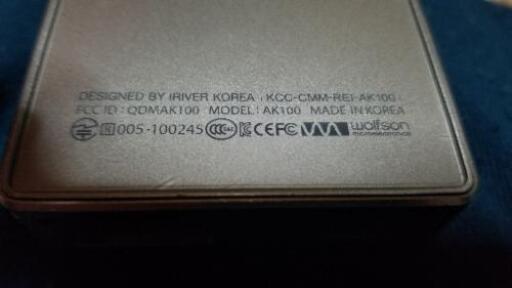 DESIGNED BY IRIVER KOREA , KCC-CMM-REI-AK100
FCC ID : QDMAK100 MODEL : AK100 MADE IN KOREA
005-100245 CE FC wolfson
microelectronics